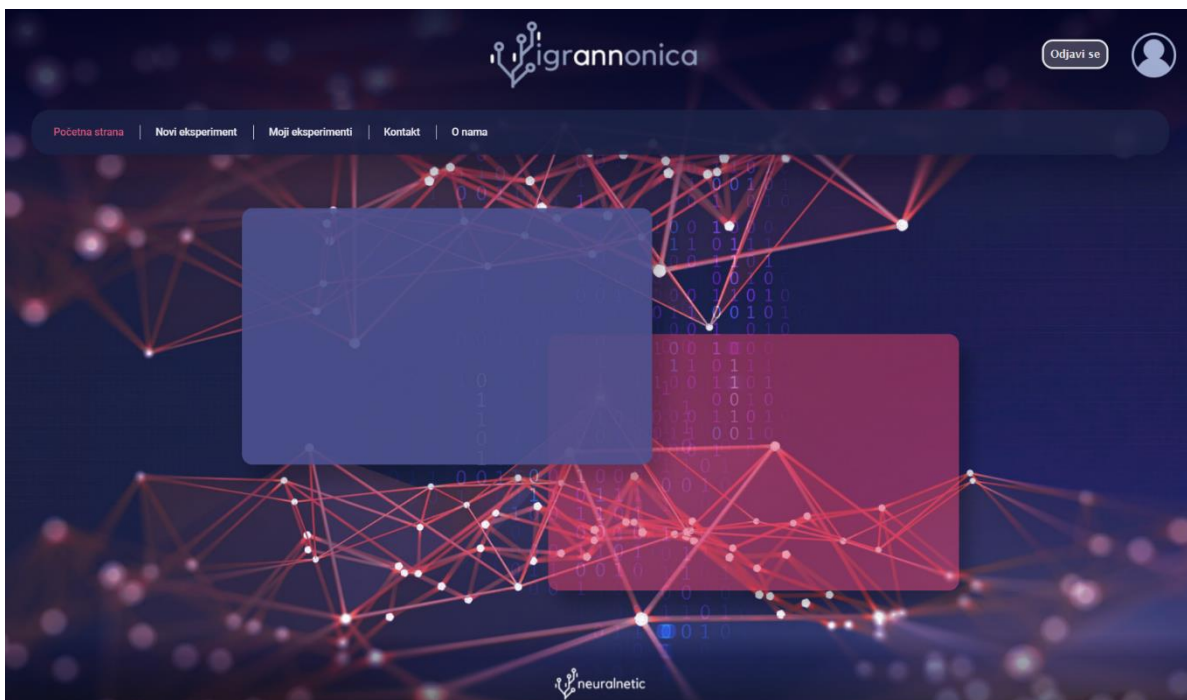 igrannonica
Odjavi se
Početna strana | Novi eksperiment | Moji eksperimenti | Kontakt | O nama
neuralnetic